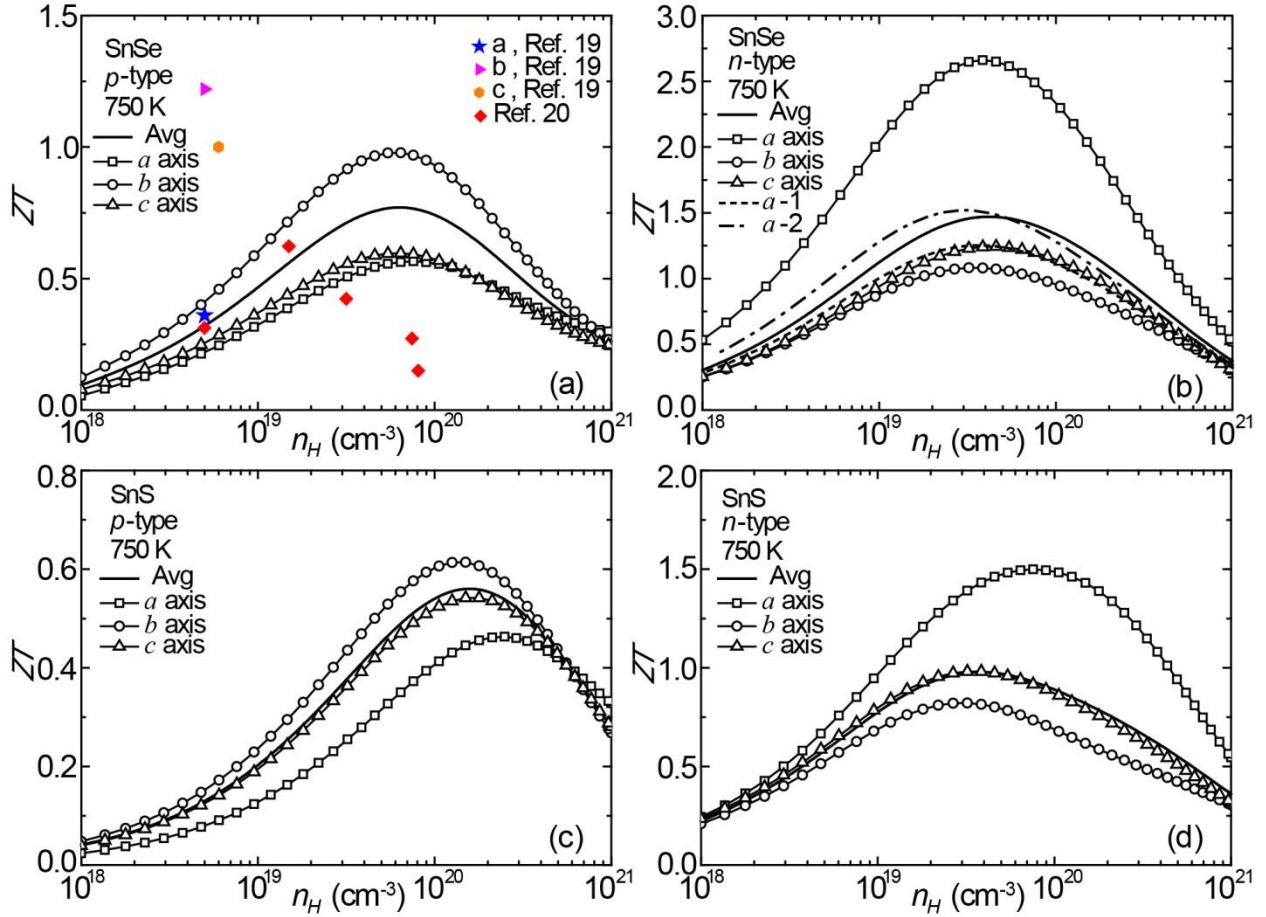 SnSe
p-type
750 K
Avg
a axis
b axis
c axis
a , Ref. 19
b , Ref. 19
c , Ref. 19
Ref. 20
ZT
1.5
1.0
0.5
0.0
10^18
10^19
10^20
10^21
n_H (cm^-3)
(a)
SnSe
n-type
750 K
Avg
a axis
b axis
c axis
a -1
a -2
ZT
3.0
2.5
2.0
1.5
1.0
0.5
0.0
10^18
10^19
10^20
10^21
n_H (cm^-3)
(b)
SnS
p-type
750 K
Avg
a axis
b axis
c axis
ZT
0.8
0.6
0.4
0.2
0.0
10^18
10^19
10^20
10^21
n_H (cm^-3)
(c)
SnS
n-type
750 K
Avg
a axis
b axis
c axis
ZT
2.0
1.5
1.0
0.5
0.0
10^18
10^19
10^20
10^21
n_H (cm^-3)
(d)